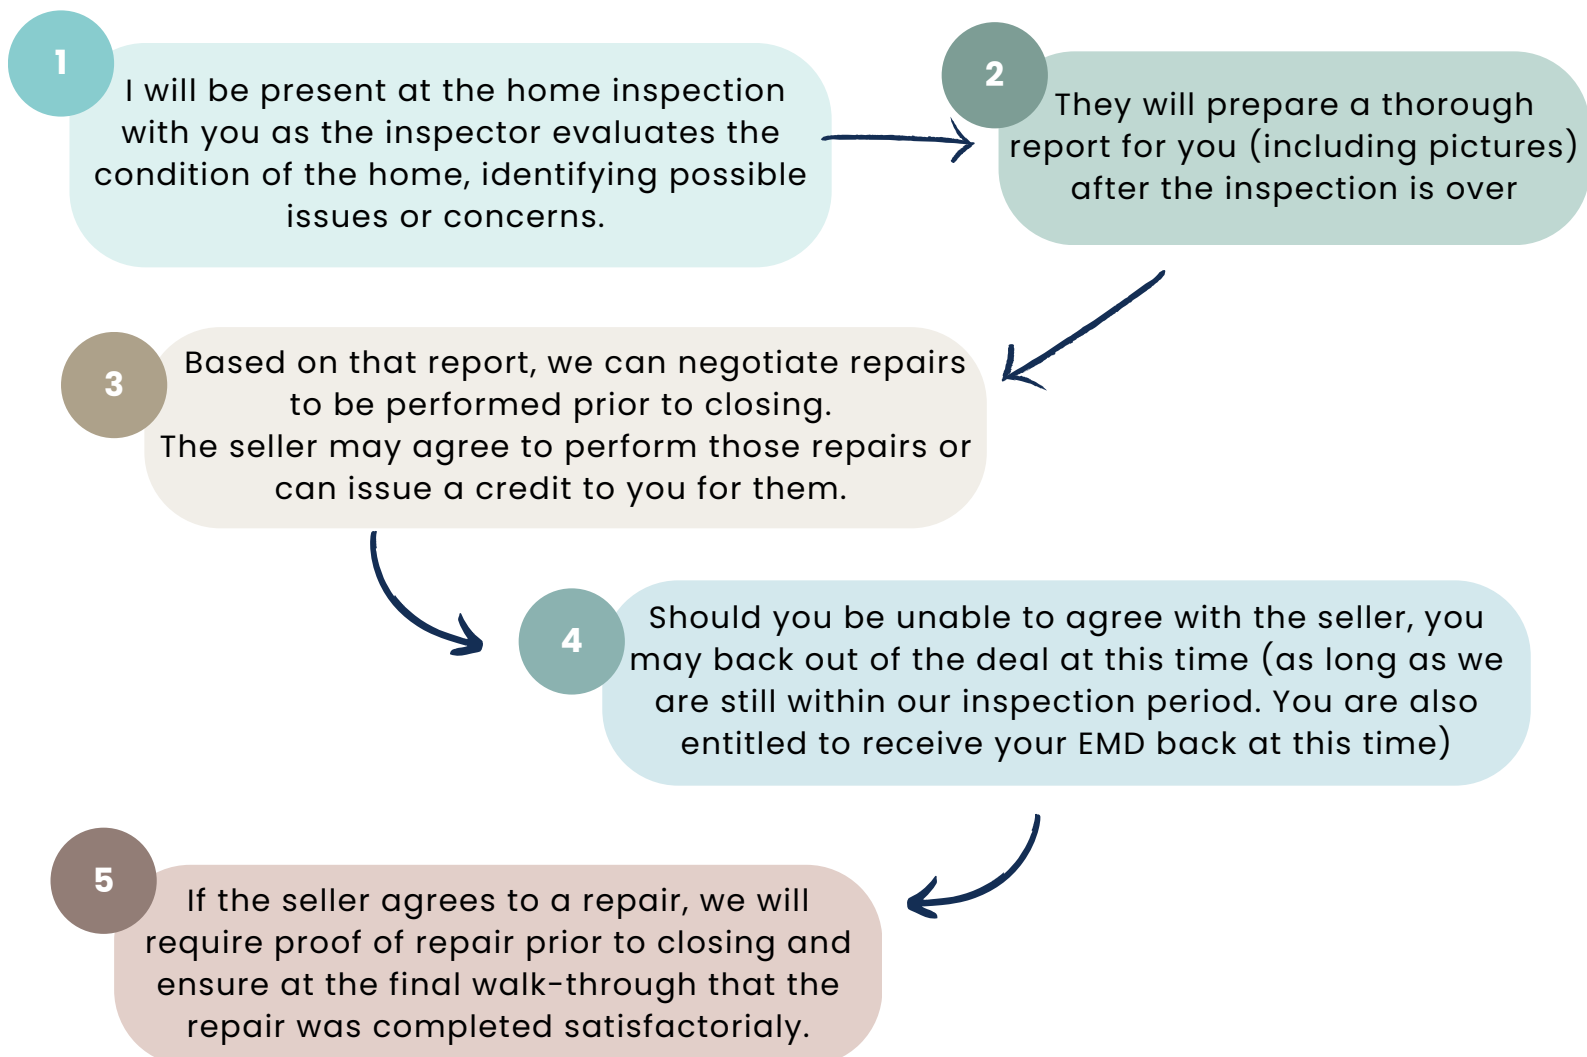 1
I will be present at the home inspection
with you as the inspector evaluates the
condition of the home, identifying possible
issues or concerns.
2
They will prepare a thorough
report for you (including pictures)
after the inspection is over
3
Based on that report, we can negotiate repairs
to be performed prior to closing.
The seller may agree to perform those repairs or
can issue a credit to you for them.
4
Should you be unable to agree with the seller, you
may back out of the deal at this time (as long as we
are still within our inspection period. You are also
entitled to receive your EMD back at this time)
5
If the seller agrees to a repair, we will
require proof of repair prior to closing and
ensure at the final walk-through that the
repair was completed satisfactorialy.